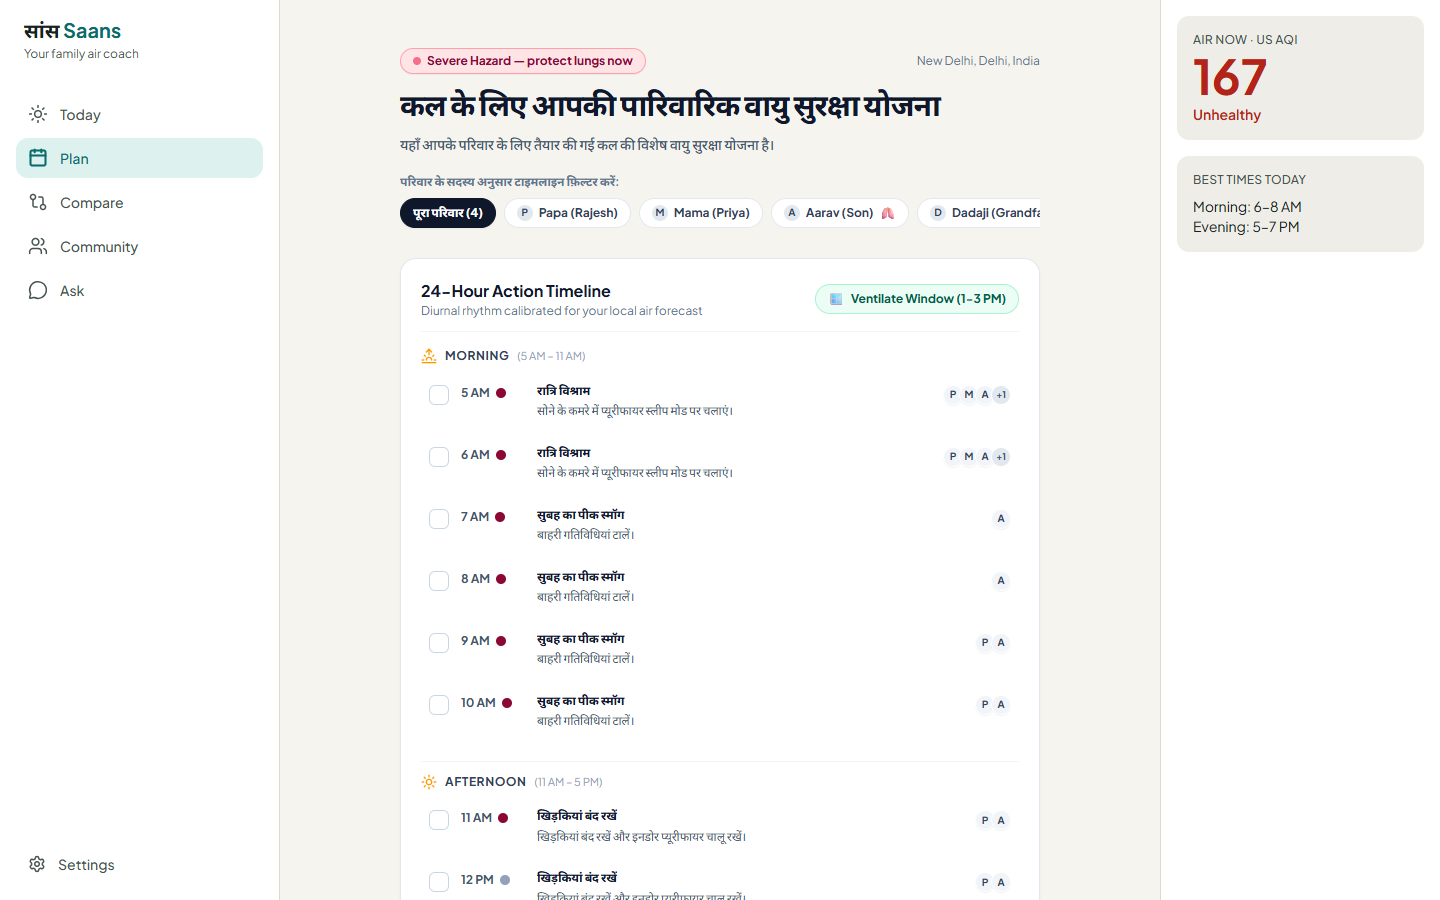 सांस Saans
Your family air coach
Today
Plan
Compare
Community
Ask
Settings
Severe Hazard — protect lungs now
New Delhi, Delhi, India
कल के लिए आपकी पारिवारिक वायु सुरक्षा योजना
यहाँ आपके परिवार के लिए तैयार की गई कल की विशेष वायु सुरक्षा योजना है।
परिवार के सदस्य अनुसार टाइमलाइन फ़िल्टर करें:
पूरा परिवार (4)
P Papa (Rajesh)
M Mama (Priya)
A Aarav (Son)
D Dadaji (Grandfa
24-Hour Action Timeline
Diurnal rhythm calibrated for your local air forecast
Ventilate Window (1-3 PM)
MORNING (5 AM – 11 AM)
5 AM रात्रि विश्राम P M A +1
सोने के कमरे में प्यूरीफायर स्लीप मोड पर चलाएं।
6 AM रात्रि विश्राम P M A +1
सोने के कमरे में प्यूरीफायर स्लीप मोड पर चलाएं।
7 AM सुबह का पीक स्मॉग A
बाहरी गतिविधियां टालें।
8 AM सुबह का पीक स्मॉग A
बाहरी गतिविधियां टालें।
9 AM सुबह का पीक स्मॉग P A
बाहरी गतिविधियां टालें।
10 AM सुबह का पीक स्मॉग P A
बाहरी गतिविधियां टालें।
AFTERNOON (11 AM – 5 PM)
11 AM खिड़कियां बंद रखें P A
खिड़कियां बंद रखें और इनडोर प्यूरीफायर चालू रखें।
12 PM खिड़कियां बंद रखें P A
खिड़कियां बंद रखें और इनडोर प्यूरीफायर चालू रखें।
AIR NOW · US AQI
167
Unhealthy
BEST TIMES TODAY
Morning: 6–8 AM
Evening: 5–7 PM